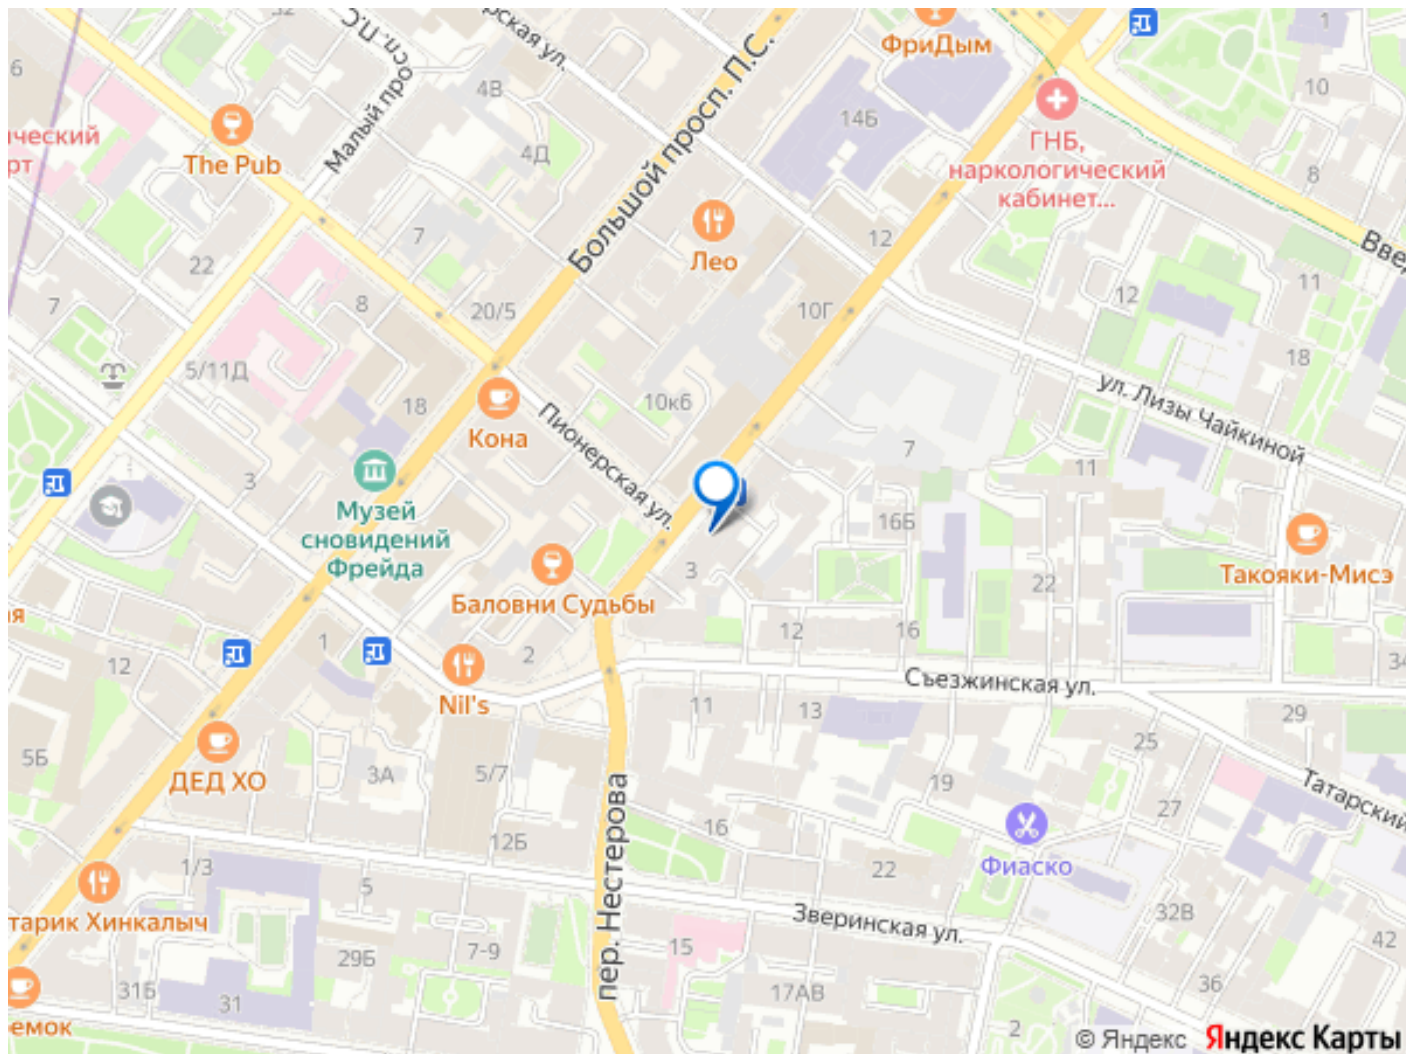 ФриДым
1
10
4В
14Б
The Pub
Малый просп. П.С.
4Д
Большой просп. П.С.
ГНБ,
наркологический
кабинет...
8
7
Лео
12
22
20/5
8
10Г
12
11
7
18
5/11Д
18
10к6
ул. Лизы Чайкиной
Кона
Пионерская ул.
7
11
3
Музей
сновидений
Фрейда
16Б
3
22
Такояки-Мисэ
Баловни Судьбы
1
2
12
16
12
Съезжинская ул.
Nil's
11
13
29
25
5Б
ДЕД ХО
3А
5/7
19
27
Татарский
12Б
16
Фиаско
22
1/3
5
пер. Нестерова
Зверинская ул.
32В
42
15
29Б
7-9
31Б
31
17АВ
36
2
© Яндекс Яндекс Карты